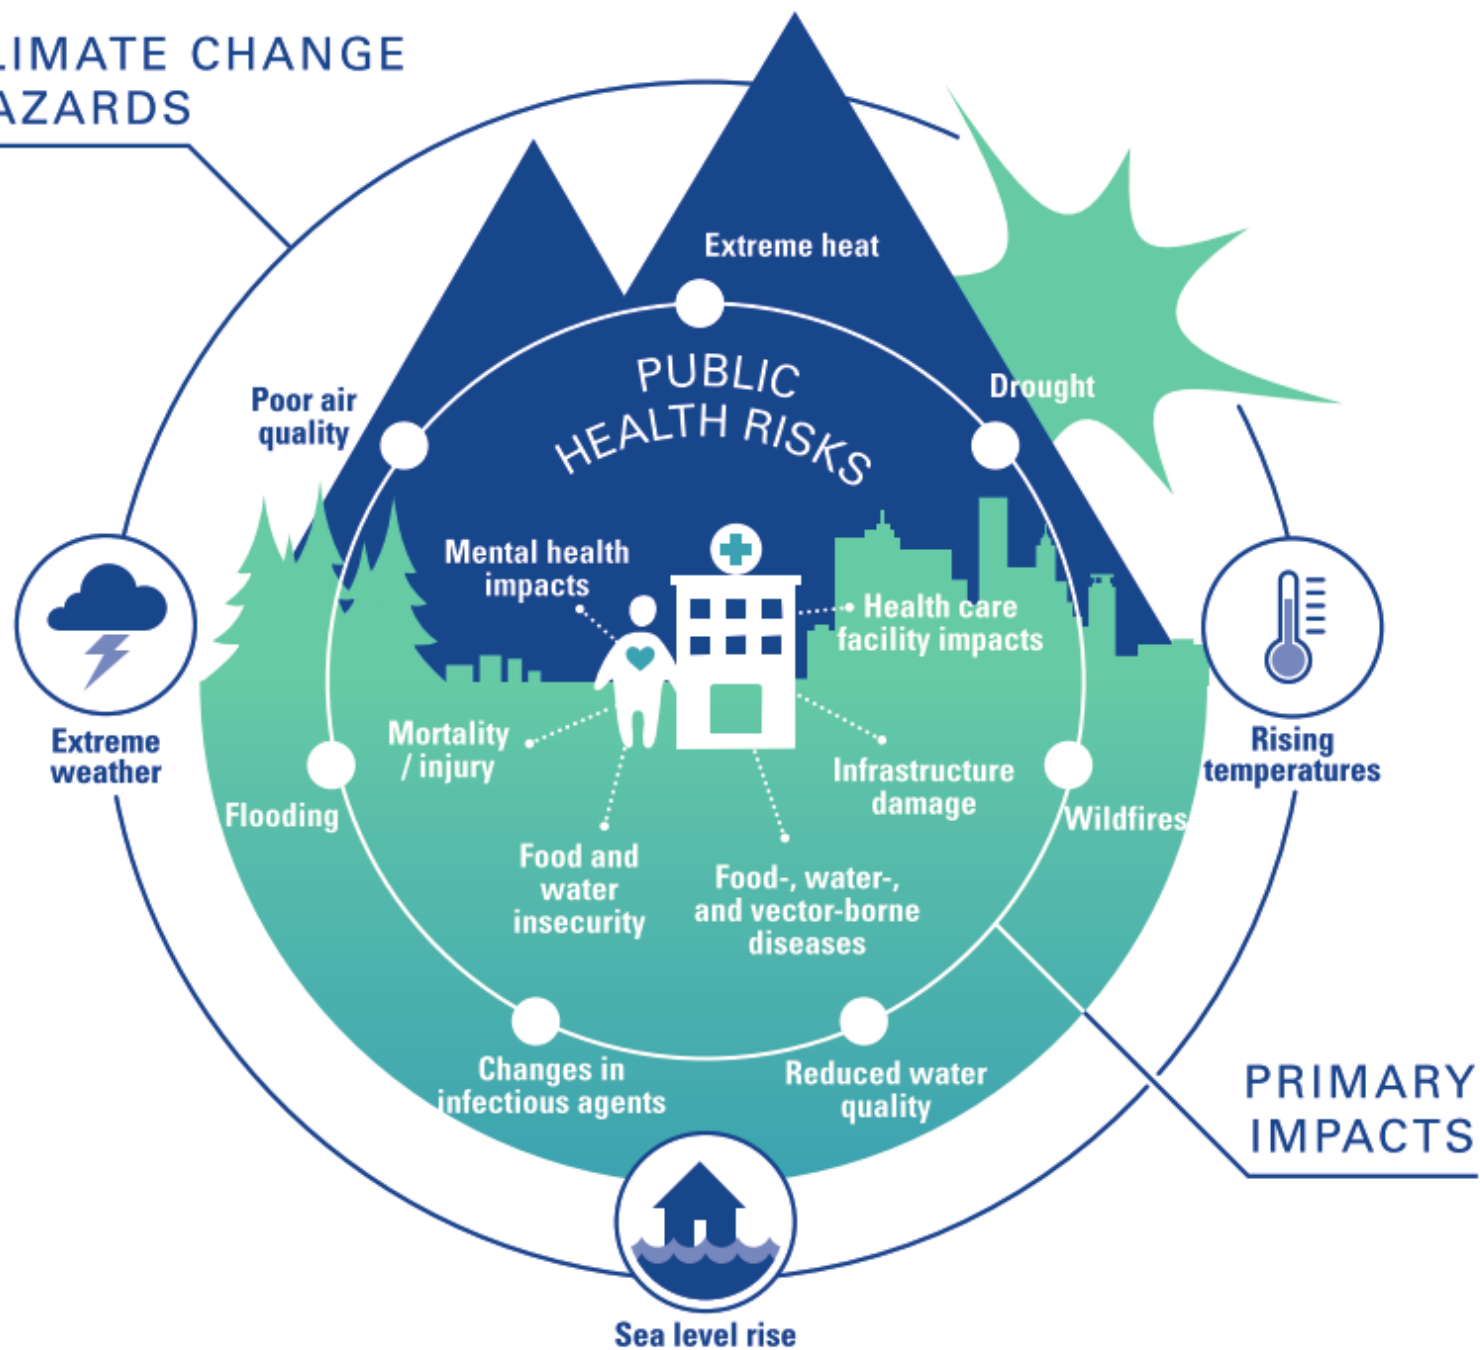 LIMATE CHANGE
AZARDS
Extreme heat
PUBLIC
HEALTH RISKS
Drought
Poor air
quality
Mental health
impacts
Health care
facility impacts
Extreme
weather
Mortality
/ injury
Infrastructure
damage
Rising
temperatures
Flooding
Wildfires
Food and
water
insecurity
Food-, water-,
and vector-borne
diseases
Changes in
infectious agents
Reduced water
quality
PRIMARY
IMPACTS
Sea level rise